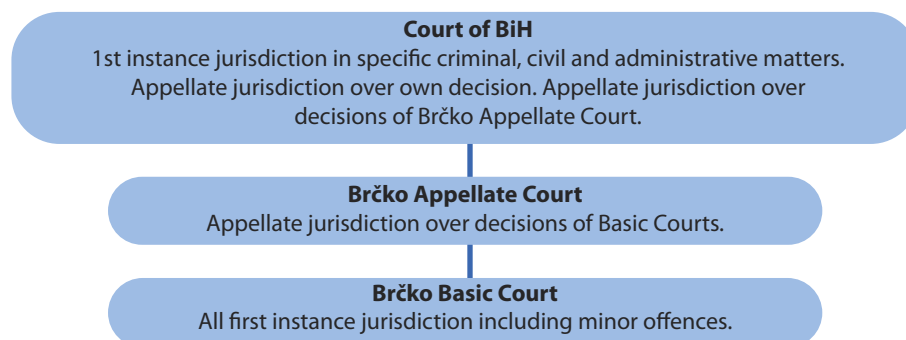 Court of BiH
1st instance jurisdiction in specific criminal, civil and administrative matters.
Appellate jurisdiction over own decision. Appellate jurisdiction over
decisions of Brčko Appellate Court.
Brčko Appellate Court
Appellate jurisdiction over decisions of Basic Courts.
Brčko Basic Court
All first instance jurisdiction including minor offences.